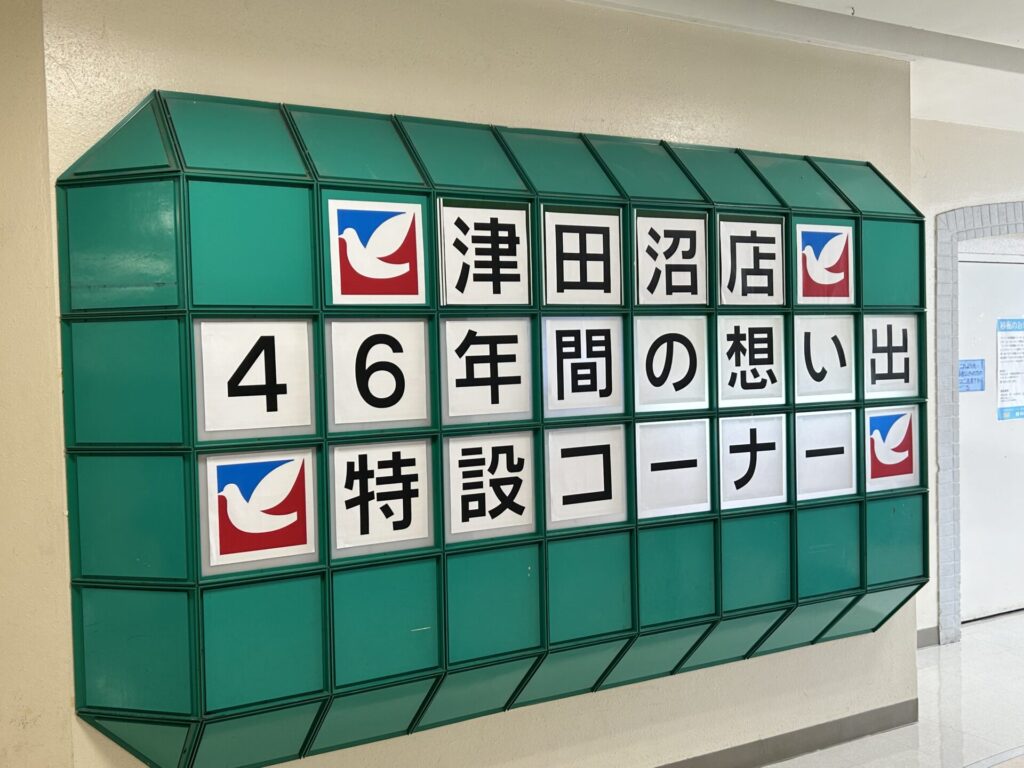 津田沼店
46年間の想い出
特設コーナー